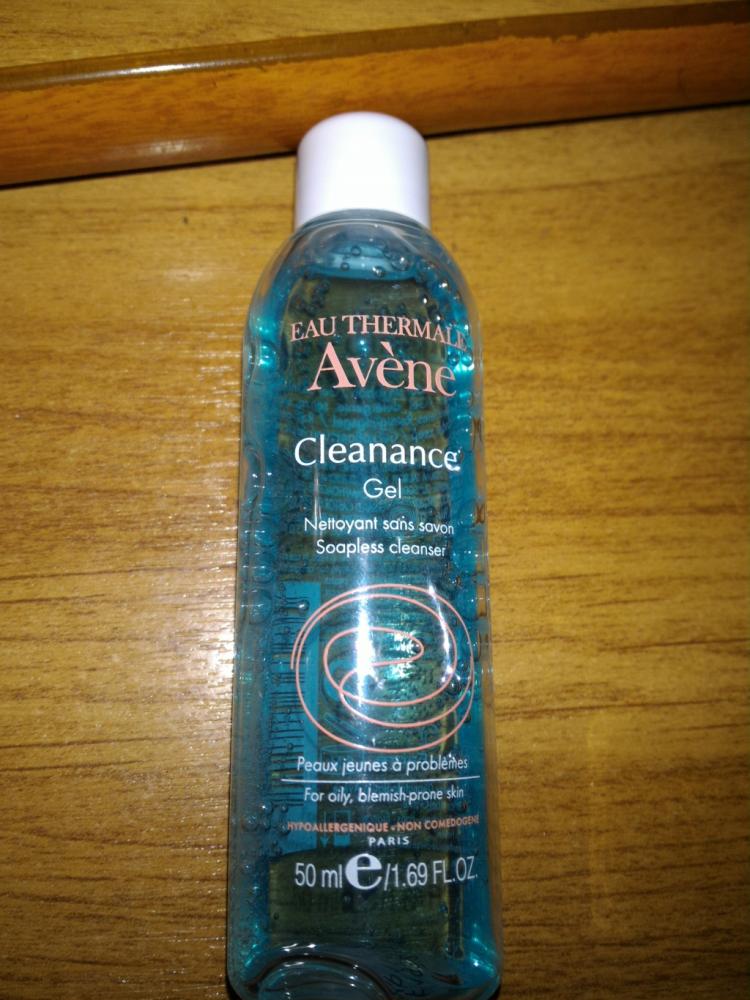 EAU THERMALE
Avène
Cleanance
Gel
Nettoyant sans savon
Soapless cleanser
Peaux jeunes à problèmes
For oily, blemish-prone skin
HYPOALLERGENIQUE - NON COMEDOGENE
PARIS
50 ml e/1.69 FL.OZ.